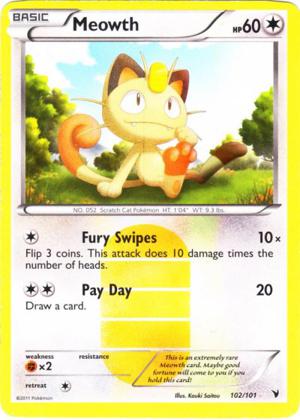 BASIC
Meowth
HP60
NO. 052 Scratch Cat Pokémon HT. 1'04" WT. 9.3 lbs.
Fury Swipes 10×
Flip 3 coins. This attack does 10 damage times
the number of heads.
Pay Day 20
Draw a card.
weakness
×2
resistance
retreat
This is an extremely rare
Meowth card. Maybe good
fortune will come to you if you
hold this card!
©2011 Pokémon
Illus. Kouki Saitou
102/101